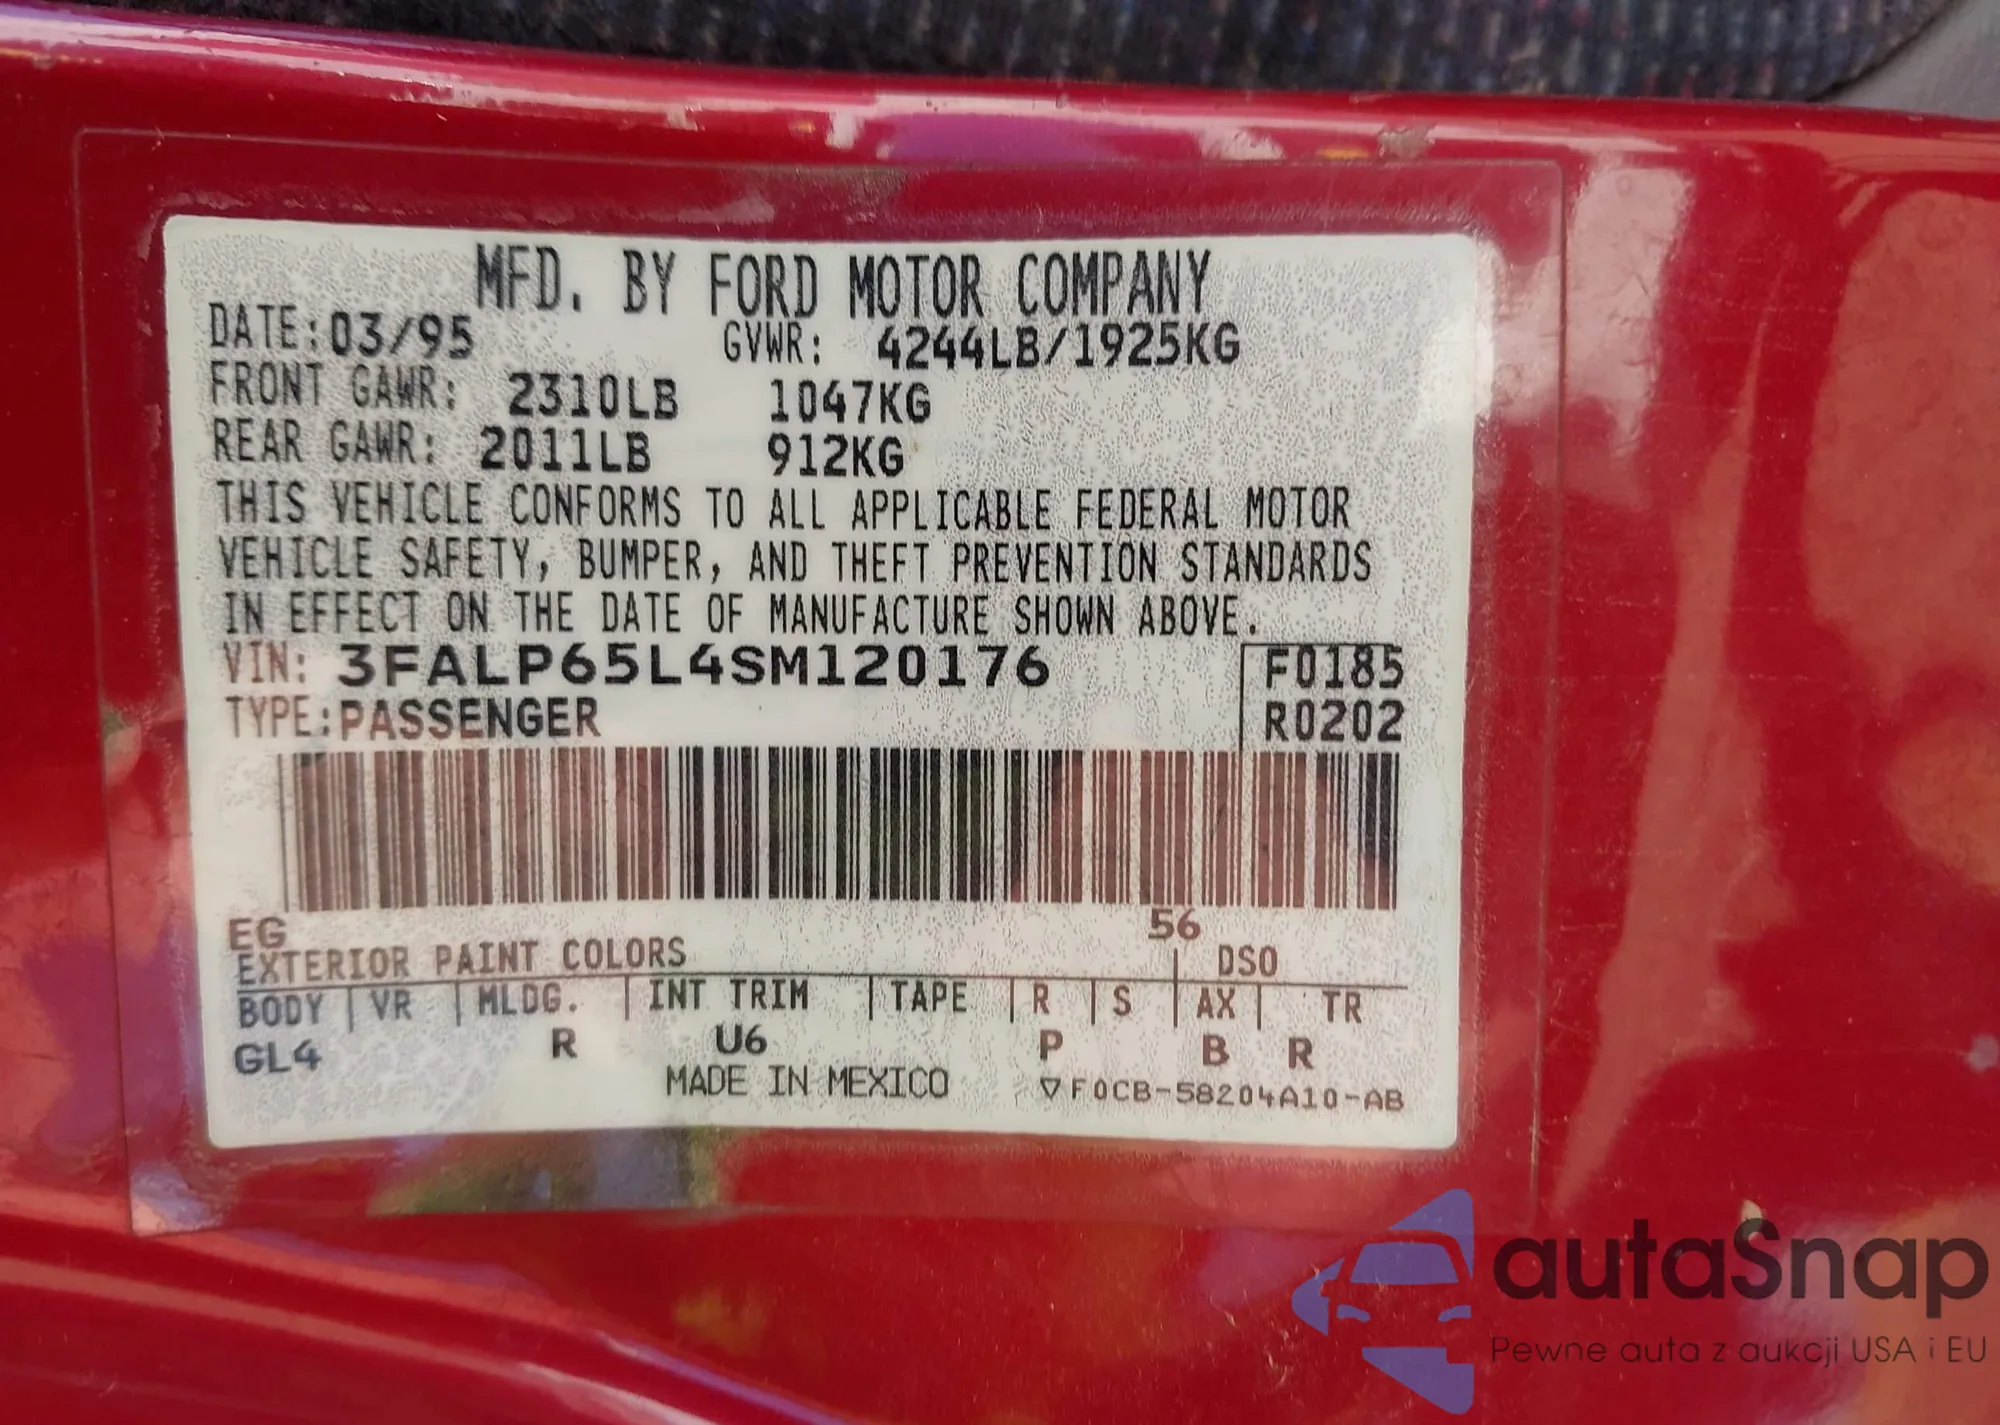 MFD. BY FORD MOTOR COMPANY
DATE: 03/95 GVWR: 4244LB/1925KG
FRONT GAWR: 2310LB 1047KG
REAR GAWR: 2011LB 912KG
THIS VEHICLE CONFORMS TO ALL APPLICABLE FEDERAL MOTOR
VEHICLE SAFETY, BUMPER, AND THEFT PREVENTION STANDARDS
IN EFFECT ON THE DATE OF MANUFACTURE SHOWN ABOVE.
VIN: 3FALP65L4SM120176 F0185
TYPE: PASSENGER R0202
EG 56
EXTERIOR PAINT COLORS DSO
BODY VR MLDG. INT TRIM TAPE R S AX TR
GL4 R U6 P B R
MADE IN MEXICO ▽F0CB-58204A10-AB
autaSnap
Pewne auta z aukcji USA i EU